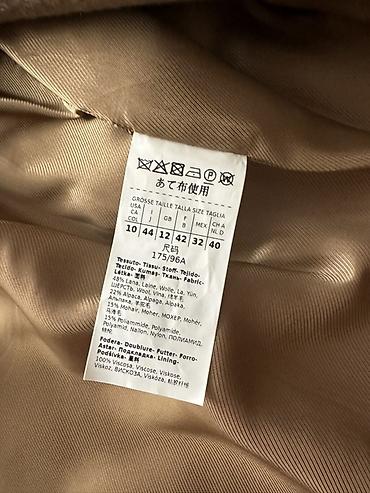 あて布使用
GROSSE TAILLE TALLA SIZE TAGLIA
USA CA COL
I J
GB
F B
MEX
CH A NL D
10 44 12 42 32 40
尺码
175/96A
Tessuto- Tissu- Stoff- Tejido-
Tecido- Kumaş- Ткань- Fabric-
Látka- 面料
48% Lana, Laine, Wolle, La, Yün,
ШЕРСТЬ, Wool, Vlna, 绵羊毛
22% Alpaca, Alpaga, Alpaka,
Альпака, 羊驼毛
15% Mohair, Moher, МОХЕР, Mohér,
马海毛
15% Poliammide, Polyamide,
Polyamid, Nailon, Nylon, ПОЛИАМИД,
锦纶
Fodera- Doublure- Futter- Forro-
Astar- Подкладка- Lining-
Podšívka- 里料
100% Viscosa, Viscose, Viskose,
Viskoz, ВИСКОЗА, Viskóza, 粘胶纤维